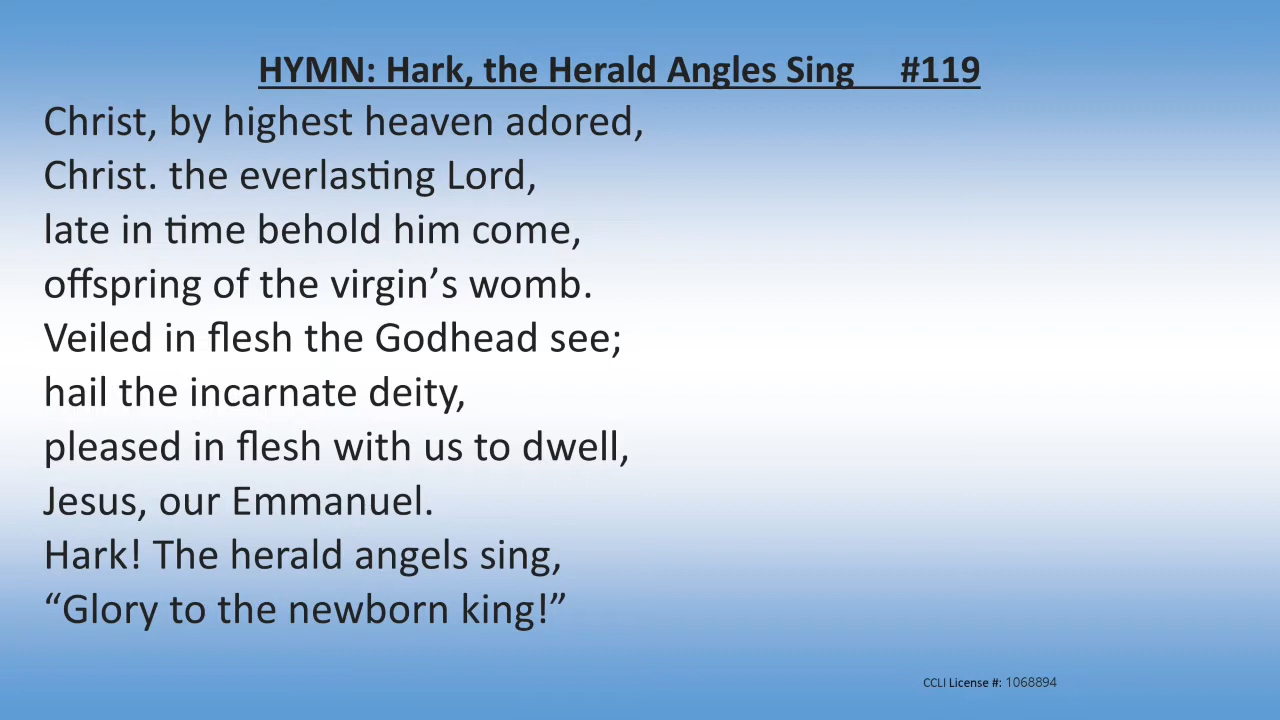 HYMN: Hark, the Herald Angles Sing #119
Christ, by highest heaven adored,
Christ. the everlasting Lord,
late in time behold him come,
offspring of the virgin’s womb.
Veiled in flesh the Godhead see;
hail the incarnate deity,
pleased in flesh with us to dwell,
Jesus, our Emmanuel.
Hark! The herald angels sing,
“Glory to the newborn king!”
CCLI License #: 1068894